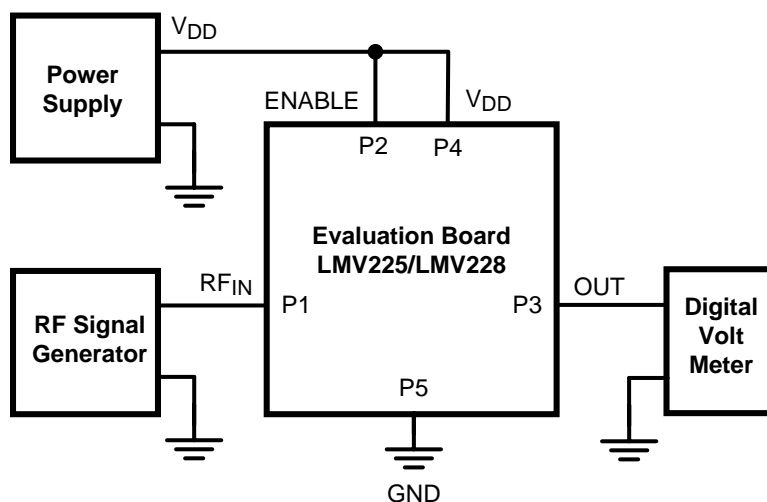 VDD
Power
Supply
ENABLE
VDD
P2
P4
Evaluation Board
LMV225/LMV228
RFIN
P1
P3
OUT
RF Signal
Generator
Digital
Volt
Meter
P5
GND